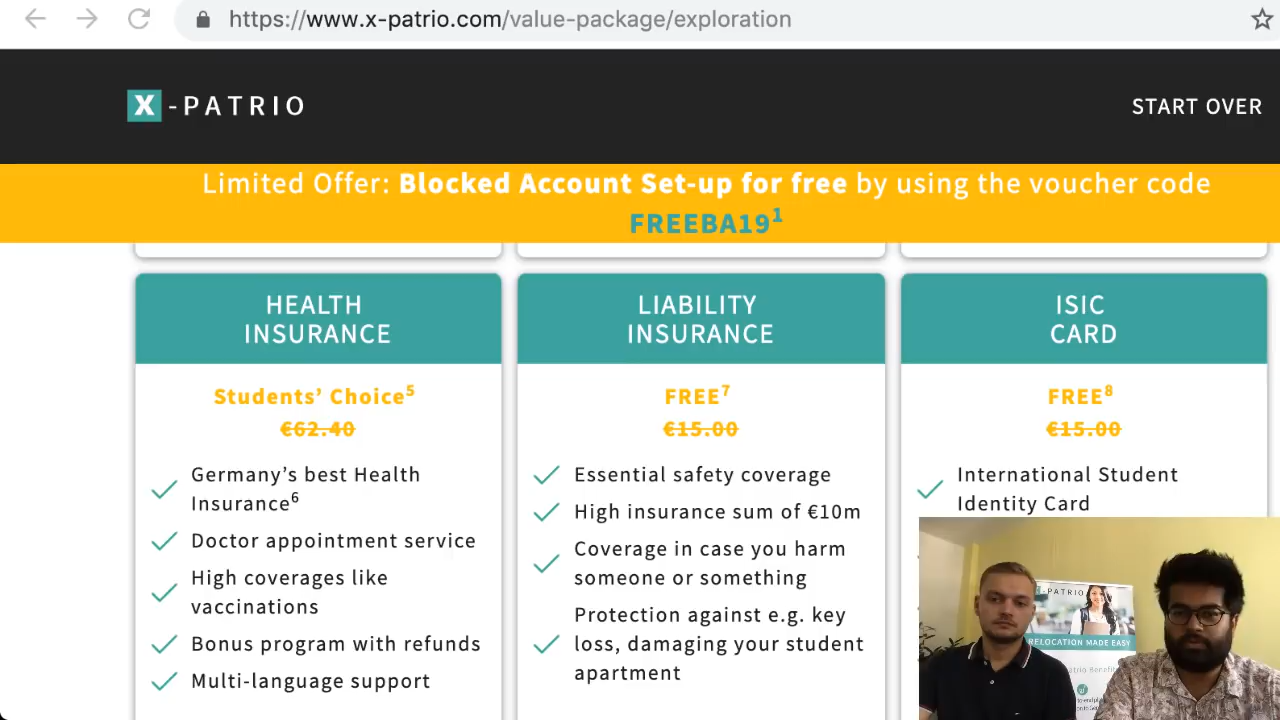 https://www.x-patrio.com/value-package/exploration
X-PATRIO
START OVER
Limited Offer: Blocked Account Set-up for free by using the voucher code
FREEBA19¹
HEALTH
INSURANCE
Students’ Choice⁵
€62.40
Germany’s best Health
Insurance⁶
Doctor appointment service
High coverages like
vaccinations
Bonus program with refunds
Multi-language support
LIABILITY
INSURANCE
FREE⁷
€15.00
Essential safety coverage
High insurance sum of €10m
Coverage in case you harm
someone or something
Protection against e.g. key
loss, damaging your student
apartment
ISIC
CARD
FREE⁸
€15.00
International Student
Identity Card
X-PATRIO
RELOCATION MADE EASY